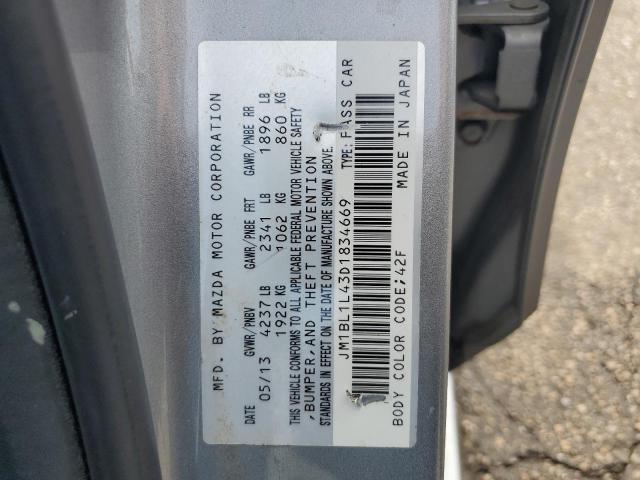 MFD. BY MAZDA MOTOR CORPORATION
DATE GVWR/PNBV GAWR/PNBE FRT GAWR/PNBE RR
05/13 4237 LB 2341 LB 1896 LB
1922 KG 1062 KG 860 KG
THIS VEHICLE CONFORMS TO ALL APPLICABLE FEDERAL MOTOR VEHICLE SAFETY
,BUMPER,AND THEFT PREVENTION
STANDARDS IN EFFECT ON THE DATE OF MANUFACTURE SHOWN ABOVE.
JM1BL1L43D1834669 TYPE: PASS CAR
BODY COLOR CODE;42F MADE IN JAPAN